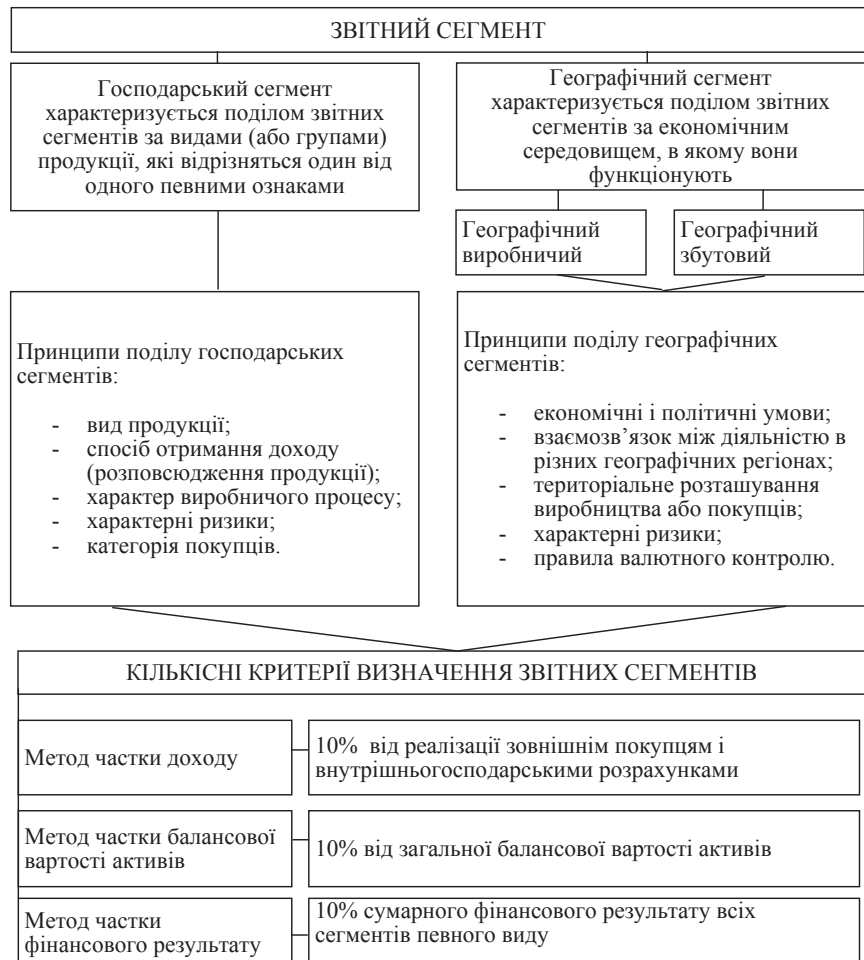 ЗВІТНИЙ СЕГМЕНТ
Господарський сегмент
характеризується поділом звітних
сегментів за видами (або групами)
продукції, які відрізняться один від
одного певними ознаками
Географічний сегмент
характеризується поділом звітних
сегментів за економічним
середовищем, в якому вони
функціонують
Географічний
виробничий
Географічний
збутовий
Принципи поділу господарських
сегментів:
- вид продукції;
- спосіб отримання доходу
(розповсюдження продукції);
- характер виробничого процесу;
- характерні ризики;
- категорія покупців.
Принципи поділу географічних
сегментів:
- економічні і політичні умови;
- взаємозв’язок між діяльністю в
різних географічних регіонах;
- територіальне розташування
виробництва або покупців;
- характерні ризики;
- правила валютного контролю.
КІЛЬКІСНІ КРИТЕРІЇ ВИЗНАЧЕННЯ ЗВІТНИХ СЕГМЕНТІВ
Метод частки доходу
10% від реалізації зовнішнім покупцям і
внутрішньогосподарськими розрахунками
Метод частки балансової
вартості активів
10% від загальної балансової вартості активів
Метод частки
фінансового результату
10% сумарного фінансового результату всіх
сегментів певного виду